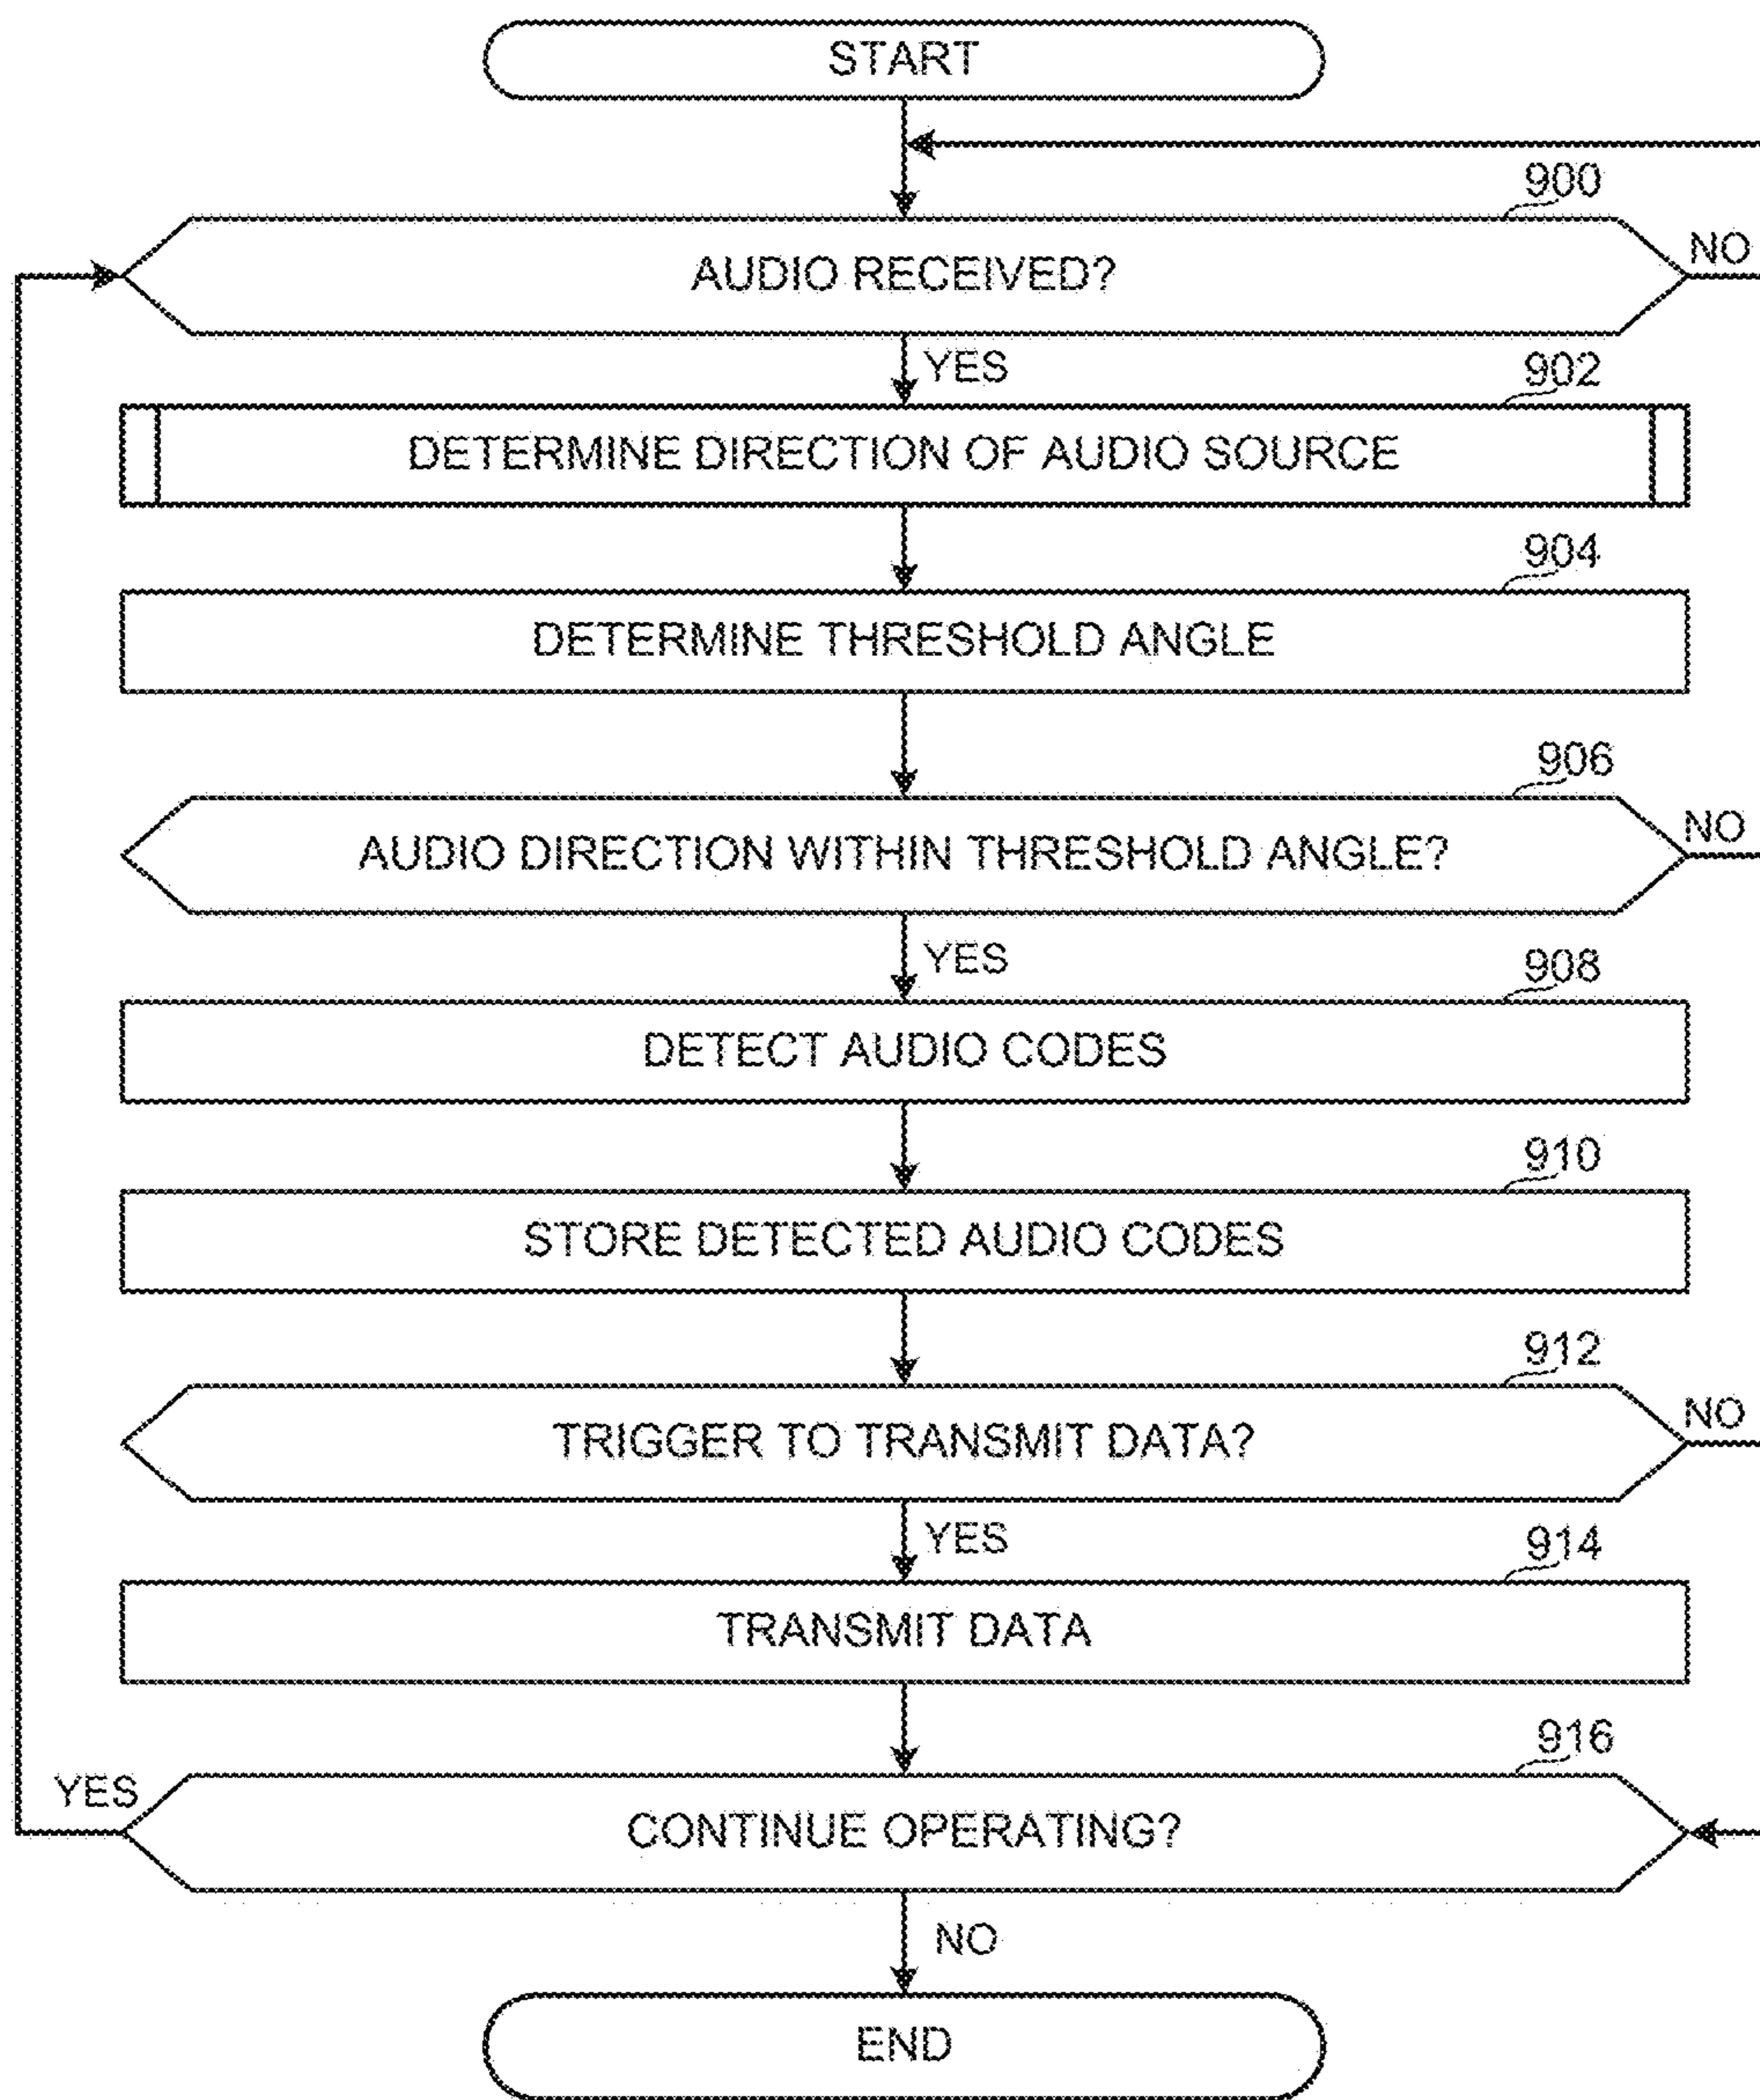 START
900
AUDIO RECEIVED?
NO
YES
902
DETERMINE DIRECTION OF AUDIO SOURCE
904
DETERMINE THRESHOLD ANGLE
906
AUDIO DIRECTION WITHIN THRESHOLD ANGLE?
NO
YES
908
DETECT AUDIO CODES
910
STORE DETECTED AUDIO CODES
912
TRIGGER TO TRANSMIT DATA?
NO
YES
914
TRANSMIT DATA
916
YES
CONTINUE OPERATING?
NO
END